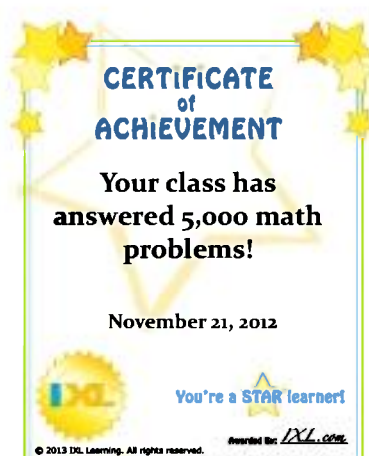 CERTIFICATE
of
ACHIEVEMENT
Your class has
answered 5,000 math
problems!
November 21, 2012
IXL
You're a STAR learner!
Awarded By: IXL.com
© 2013 IXL Learning. All rights reserved.